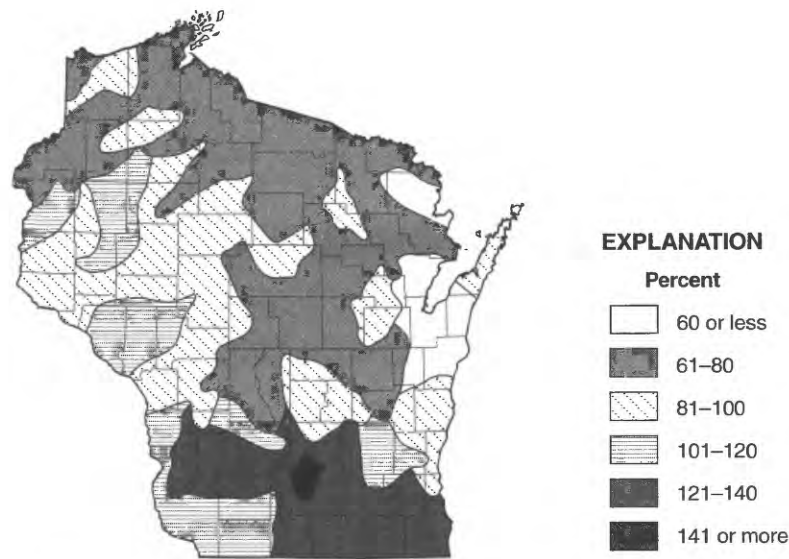 EXPLANATION
Percent
60 or less
61–80
81–100
101–120
121–140
141 or more